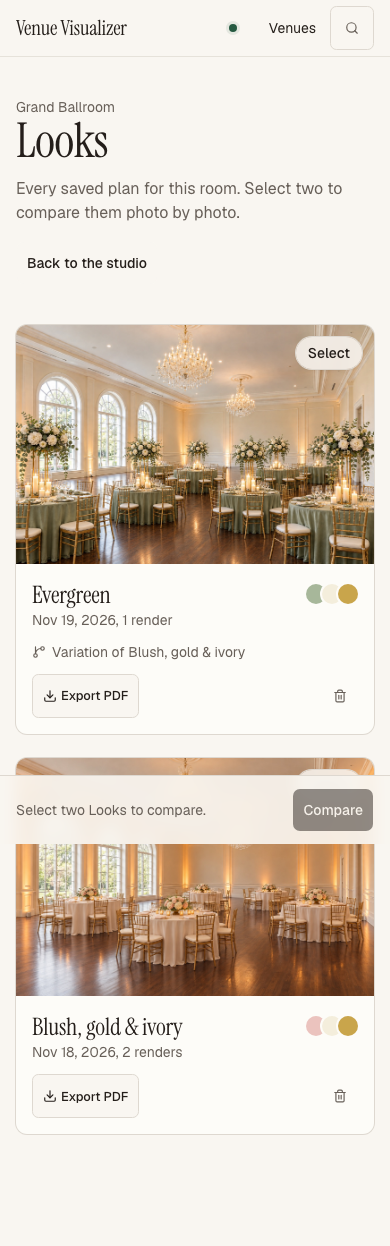 Venue Visualizer
Venues
Grand Ballroom
Looks
Every saved plan for this room. Select two to
compare them photo by photo.
Back to the studio
Select
Evergreen
Nov 19, 2026, 1 render
Variation of Blush, gold & ivory
Export PDF
Select two Looks to compare.
Compare
Blush, gold & ivory
Nov 18, 2026, 2 renders
Export PDF